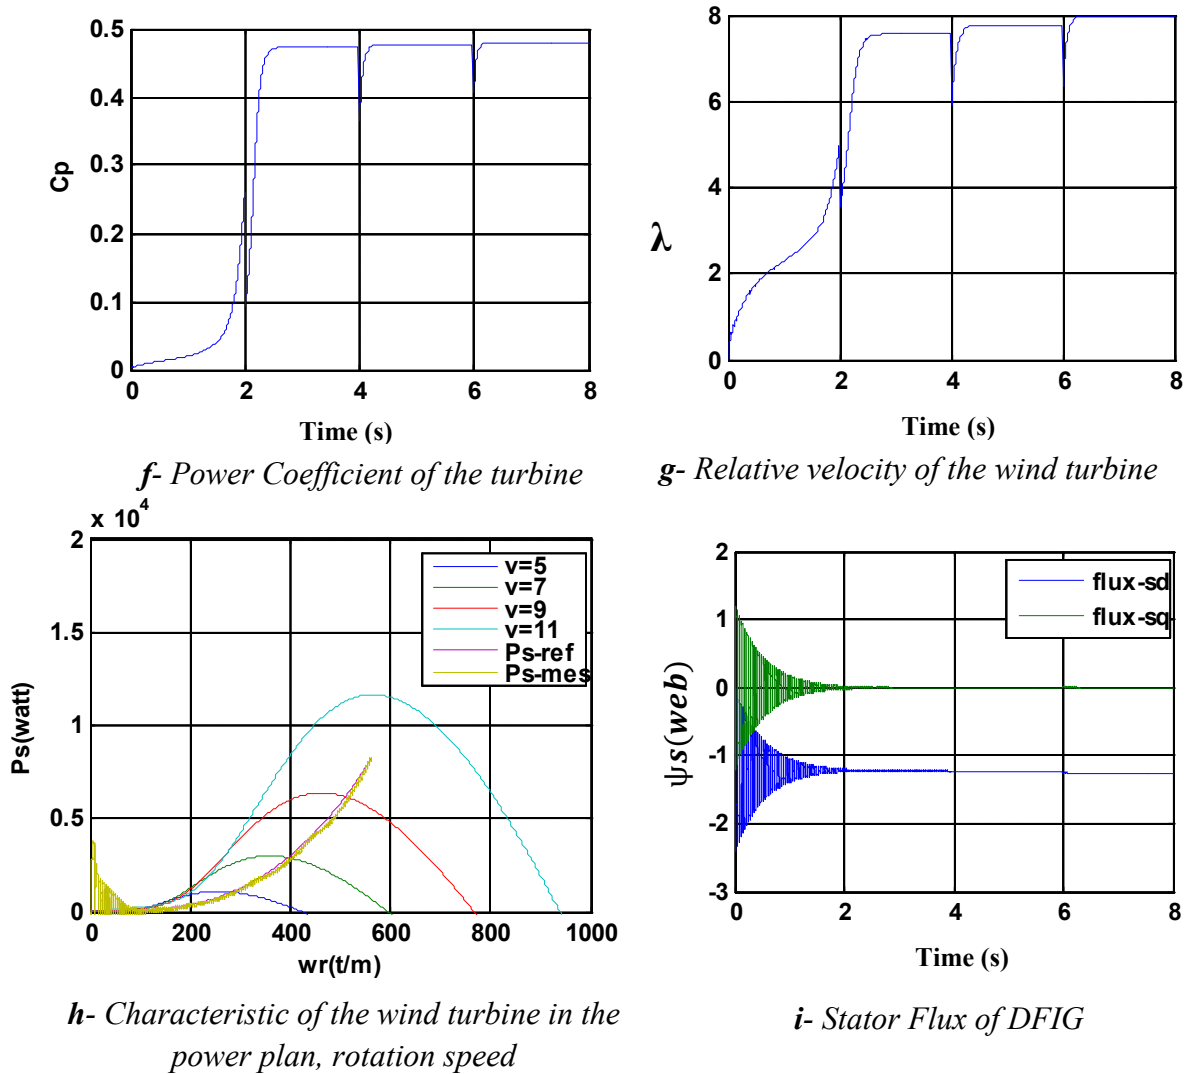 0.5
0.4
0.3
0.2
0.1
0
Cp
0 2 4 6 8
Time (s)
f- Power Coefficient of the turbine
8
6
4
2
0
λ
0 2 4 6 8
Time (s)
g- Relative velocity of the wind turbine
x 10^4
2
1.5
1
0.5
0
Ps(watt)
v=5
v=7
v=9
v=11
Ps-ref
Ps-mes
0 200 400 600 800 1000
wr(t/m)
h- Characteristic of the wind turbine in the
power plan, rotation speed
2
1
0
-1
-2
-3
ψs(web)
flux-sd
flux-sq
0 2 4 6 8
Time (s)
i- Stator Flux of DFIG